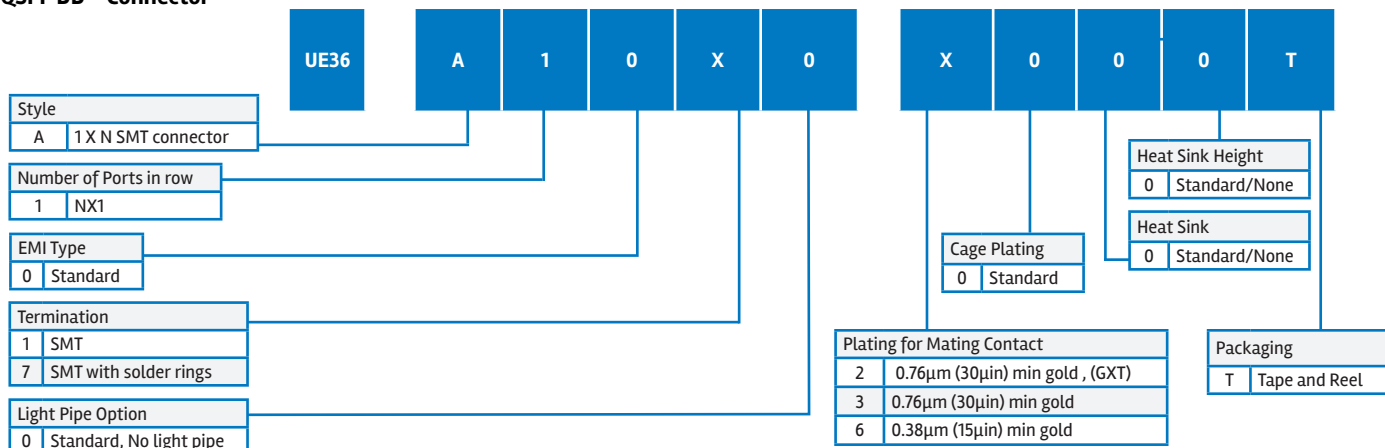 QSFP-DD Connector
UE36 A 1 0 X 0 X 0 0 0 T
Style
A 1 X N SMT connector
Number of Ports in row
1 NX1
EMI Type
0 Standard
Termination
1 SMT
7 SMT with solder rings
Light Pipe Option
0 Standard, No light pipe
Heat Sink Height
0 Standard/None
Heat Sink
0 Standard/None
Cage Plating
0 Standard
Plating for Mating Contact
2 0.76µm (30µin) min gold , (GXT)
3 0.76µm (30µin) min gold
6 0.38µm (15µin) min gold
Packaging
T Tape and Reel